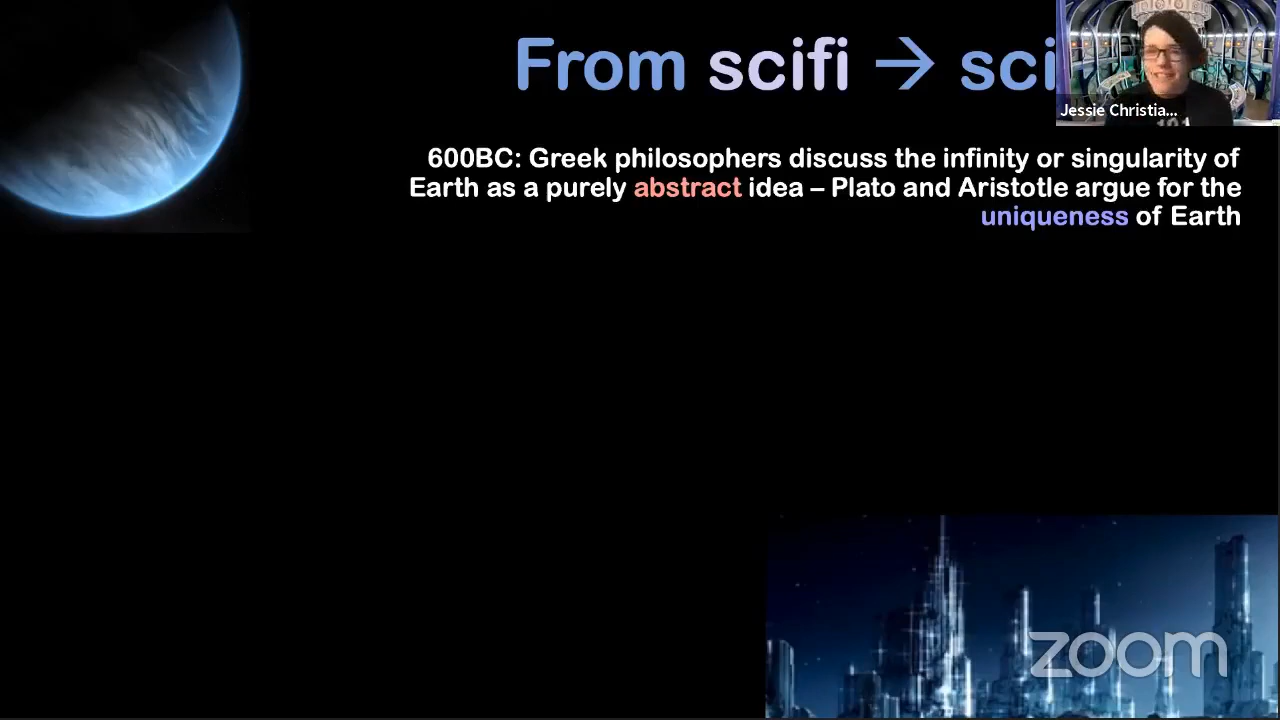 From scifi → sci
Jessie Christia...
600BC: Greek philosophers discuss the infinity or singularity of
Earth as a purely abstract idea – Plato and Aristotle argue for the
uniqueness of Earth
zoom